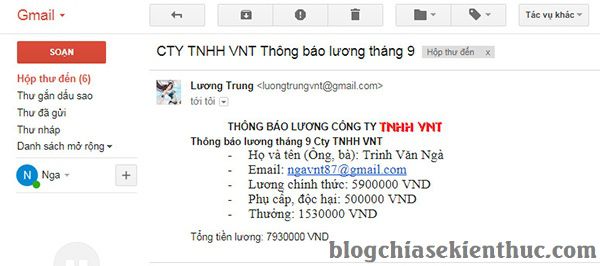 Gmail
Tác vụ khác
SOẠN
CTY TNHH VNT Thông báo lương tháng 9 Hộp thư đến x
Hộp thư đến (6)
Thư gắn dấu sao
Thư đã gửi
Thư nháp
Danh sách mở rộng
N Nga +
Lương Trung <luongtrungvnt@gmail.com>
tới tôi
THÔNG BÁO LƯƠNG CÔNG TY TNHH VNT
Thông báo lương tháng 9 Cty TNHH VNT
- Họ và tên (Ông, bà): Trình Văn Ngà
- Email: ngavnt87@gmail.com
- Lương chính thức: 5900000 VND
- Phụ cấp, độc hại: 500000 VND
- Thưởng: 1530000 VND
Tổng tiền lương: 7930000 VND
blogchiasekienthuc.com